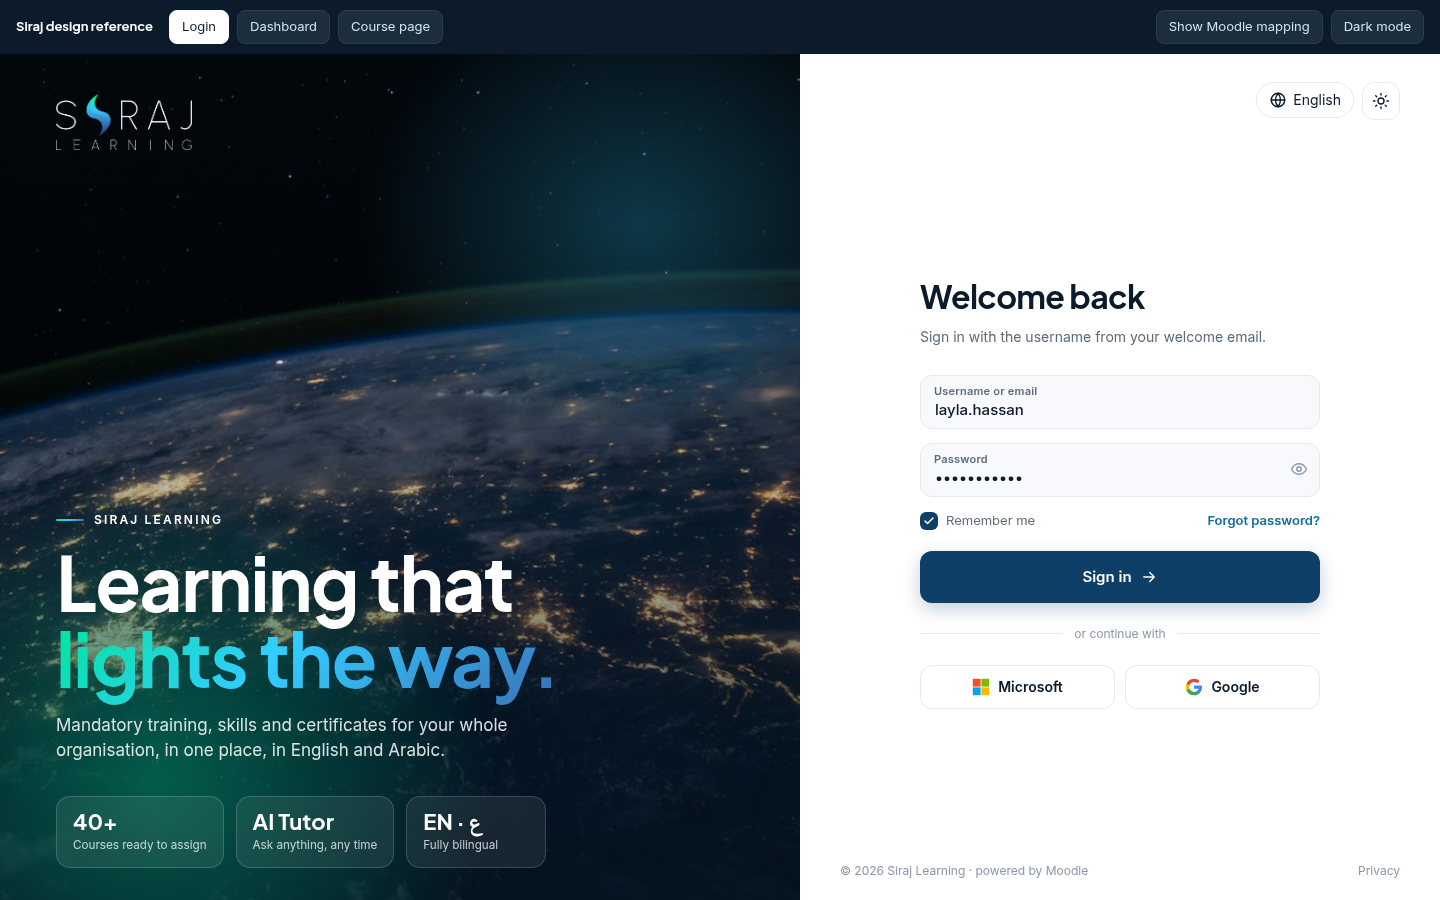 Siraj design reference
Login
Dashboard
Course page
Show Moodle mapping
Dark mode
SIRAJ
LEARNING
SIRAJ LEARNING
Learning that
lights the way.
Mandatory training, skills and certificates for your whole
organisation, in one place, in English and Arabic.
40+
Courses ready to assign
AI Tutor
Ask anything, any time
EN · ع
Fully bilingual
English
Welcome back
Sign in with the username from your welcome email.
Username or email
layla.hassan
Password
•••••••••••
Remember me
Forgot password?
Sign in →
or continue with
Microsoft
Google
© 2026 Siraj Learning · powered by Moodle
Privacy